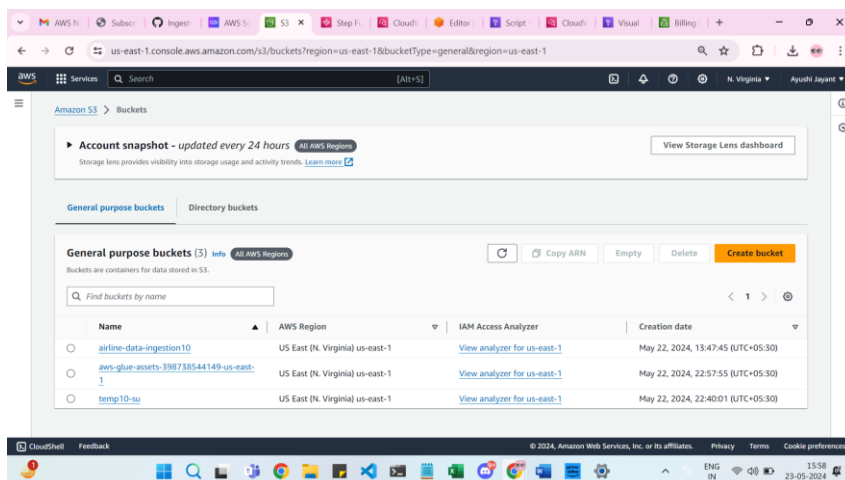 M AWS N
Subscri
Ingest
AWS S
S3
Step Fu
CloudV
Editor |
Script -
CloudV
Visual
Billing
us-east-1.console.aws.amazon.com/s3/buckets?region=us-east-1&bucketType=general&region=us-east-1
aws Services Search [Alt+S] N. Virginia Ayushi Jayant
Amazon S3 > Buckets
Account snapshot - updated every 24 hours All AWS Regions View Storage Lens dashboard
Storage lens provides visibility into storage usage and activity trends. Learn more
General purpose buckets Directory buckets
General purpose buckets (3) Info All AWS Regions Copy ARN Empty Delete Create bucket
Buckets are containers for data stored in S3.
Find buckets by name 1
Name AWS Region IAM Access Analyzer Creation date
airline-data-ingestion10 US East (N. Virginia) us-east-1 View analyzer for us-east-1 May 22, 2024, 13:47:45 (UTC+05:30)
aws-glue-assets-398738544149-us-east-
1 US East (N. Virginia) us-east-1 View analyzer for us-east-1 May 22, 2024, 22:57:55 (UTC+05:30)
temp10-su US East (N. Virginia) us-east-1 View analyzer for us-east-1 May 22, 2024, 22:40:01 (UTC+05:30)
CloudShell Feedback © 2024, Amazon Web Services, Inc. or its affiliates. Privacy Terms Cookie preferences
ENG 15:58
IN 23-05-2024